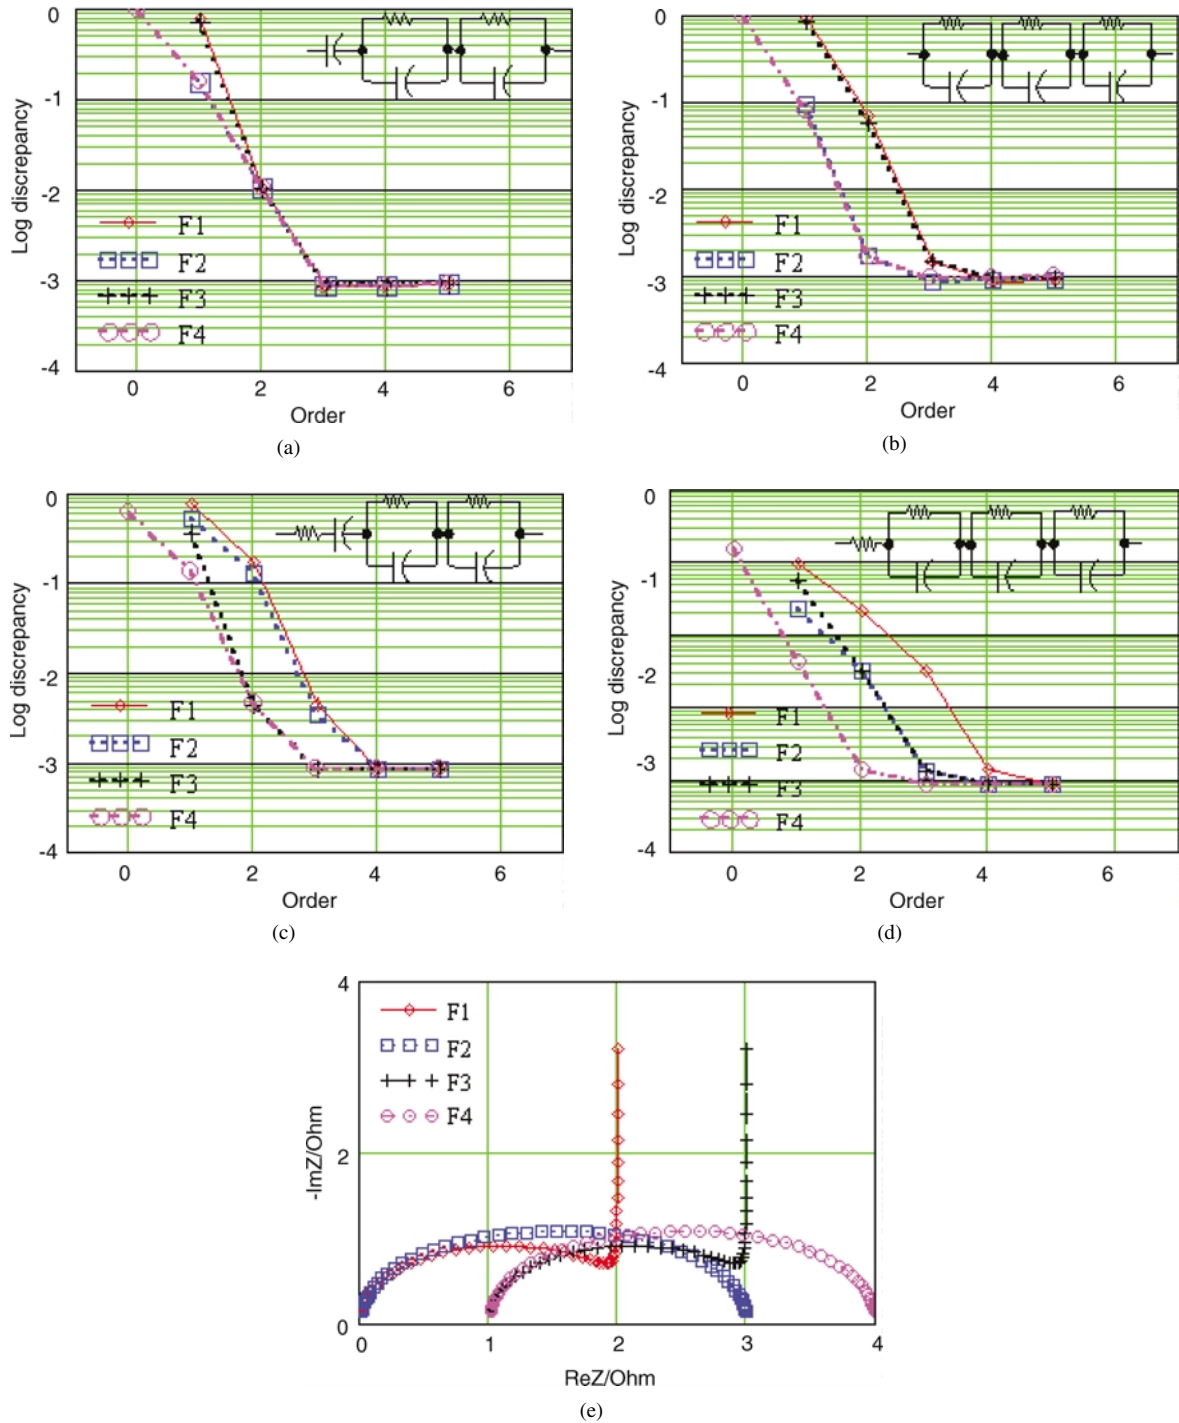 0
-1
-2
-3
-4
Log discrepancy
F1
F2
F3
F4
0 2 4 6
Order
(a)
0
-1
-2
-3
-4
Log discrepancy
F1
F2
F3
F4
0 2 4 6
Order
(b)
0
-1
-2
-3
-4
Log discrepancy
F1
F2
F3
F4
0 2 4 6
Order
(c)
0
-1
-2
-3
-4
Log discrepancy
F1
F2
F3
F4
0 2 4 6
Order
(d)
4
2
0
-ImZ/Ohm
F1
F2
F3
F4
0 1 2 3 4
ReZ/Ohm
(e)